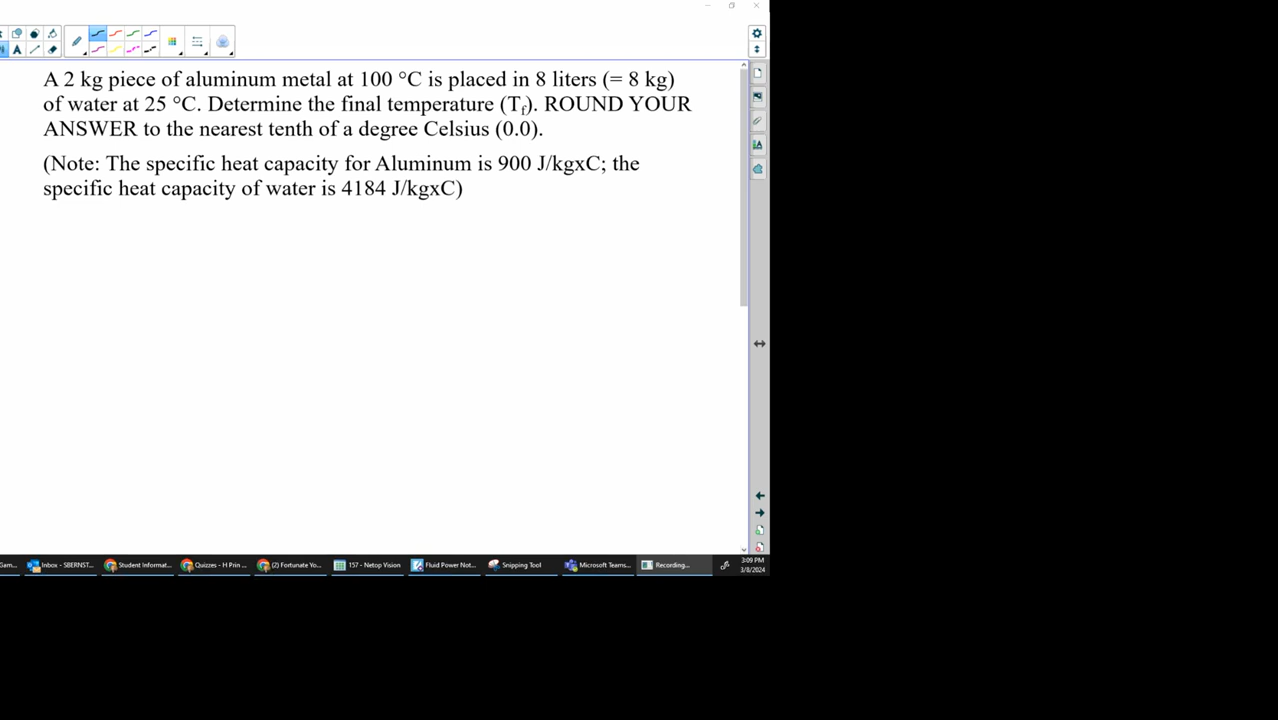 A 2 kg piece of aluminum metal at 100 °C is placed in 8 liters (= 8 kg)
of water at 25 °C. Determine the final temperature (Tf). ROUND YOUR
ANSWER to the nearest tenth of a degree Celsius (0.0).
(Note: The specific heat capacity for Aluminum is 900 J/kgxC; the
specific heat capacity of water is 4184 J/kgxC)
Gam... Inbox - SBERNST... Student Informat... Quizzes - H Prin ... (2) Fortunate Yo... 157 - Netop Vision Fluid Power Not... Snipping Tool Microsoft Teams... Recording...
3:09 PM
3/8/2024